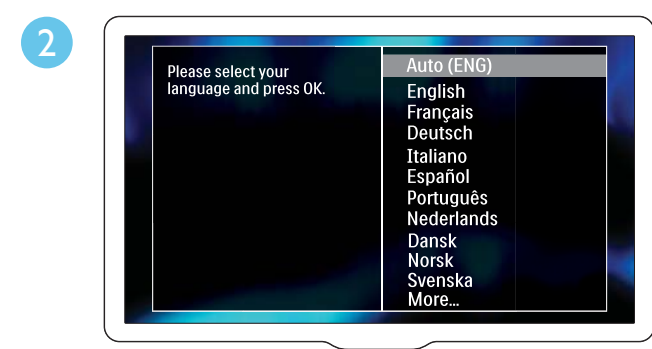 2
Please select your
language and press OK.
Auto (ENG)
English
Français
Deutsch
Italiano
Español
Português
Nederlands
Dansk
Norsk
Svenska
More...